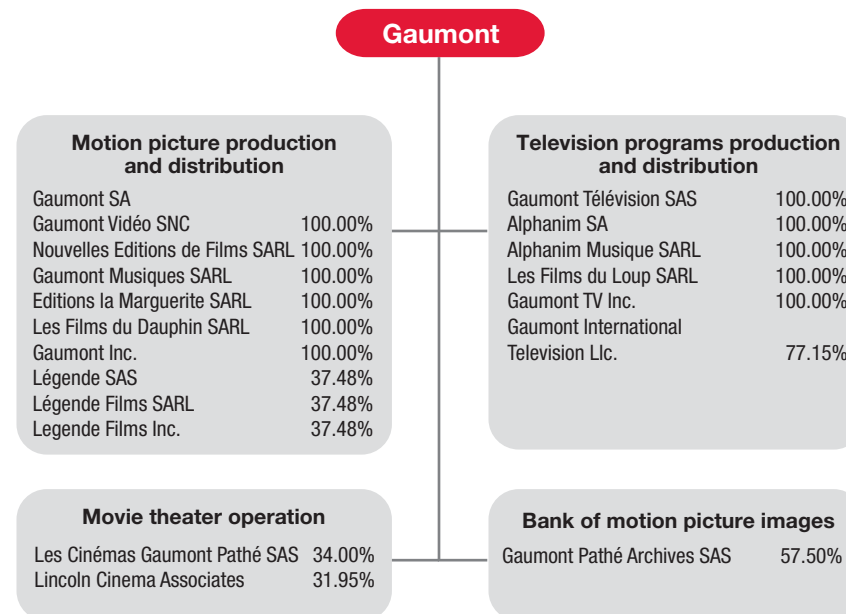 Gaumont
Motion picture production
and distribution
Gaumont SA
Gaumont Vidéo SNC 100.00%
Nouvelles Editions de Films SARL 100.00%
Gaumont Musiques SARL 100.00%
Editions la Marguerite SARL 100.00%
Les Films du Dauphin SARL 100.00%
Gaumont Inc. 100.00%
Légende SAS 37.48%
Légende Films SARL 37.48%
Legende Films Inc. 37.48%
Television programs production
and distribution
Gaumont Télévision SAS 100.00%
Alphanim SA 100.00%
Alphanim Musique SARL 100.00%
Les Films du Loup SARL 100.00%
Gaumont TV Inc. 100.00%
Gaumont International
Television Llc. 77.15%
Movie theater operation
Les Cinémas Gaumont Pathé SAS 34.00%
Lincoln Cinema Associates 31.95%
Bank of motion picture images
Gaumont Pathé Archives SAS 57.50%